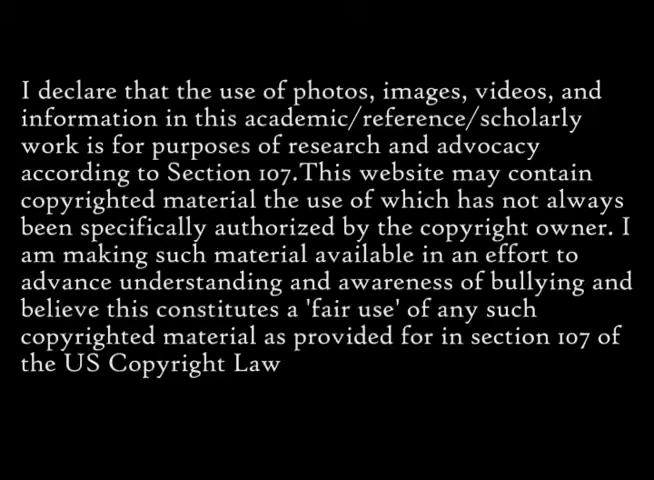 I declare that the use of photos, images, videos, and
information in this academic/reference/scholarly
work is for purposes of research and advocacy
according to Section 107.This website may contain
copyrighted material the use of which has not always
been specifically authorized by the copyright owner. I
am making such material available in an effort to
advance understanding and awareness of bullying and
believe this constitutes a 'fair use' of any such
copyrighted material as provided for in section 107 of
the US Copyright Law